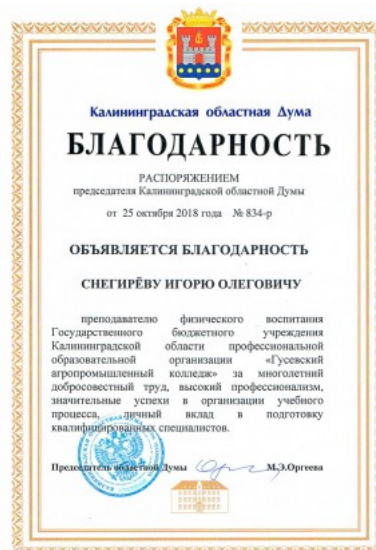 Калининградская областная Дума
БЛАГОДАРНОСТЬ
РАСПОРЯЖЕНИЕМ
председателя Калининградской областной Думы
от 25 октября 2018 года № 834-р
ОБЪЯВЛЯЕТСЯ БЛАГОДАРНОСТЬ
СНЕГИРЁВУ ИГОРЮ ОЛЕГОВИЧУ
преподавателю физического воспитания
Государственного бюджетного учреждения
Калининградской области профессиональной
образовательной организации «Гусевский
агропромышленный колледж» за многолетний
добросовестный труд, высокий профессионализм,
значительные успехи в организации учебного
процесса, личный вклад в подготовку
квалифицированных специалистов.
Председатель областной Думы М.Э.Оргеева